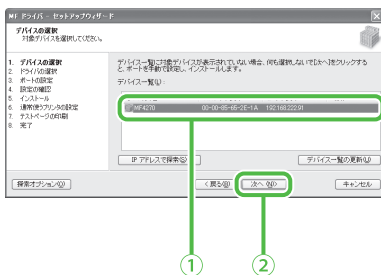 MF ドライバ - セットアップウィザード
デバイスの選択
対象デバイスを選択してください。
1. デバイスの選択
2. ドライバの選択
3. ポートの設定
4. 設定の確認
5. インストール
6. 通常使うプリンタの設定
7. テストページの印刷
8. 完了
デバイス一覧に対象デバイスが表示されていない場合、何も選択しないで[次へ]をクリックする
と、ポートを手動で設定し、インストールします。
デバイス一覧(L):
MF4270 00-00-85-65-2E-1A 192.168.222.91
IP アドレスで探索(S)
デバイス一覧の更新(U)
探索オプション(O)
< 戻る(B)
次へ(N)>
キャンセル
①
②